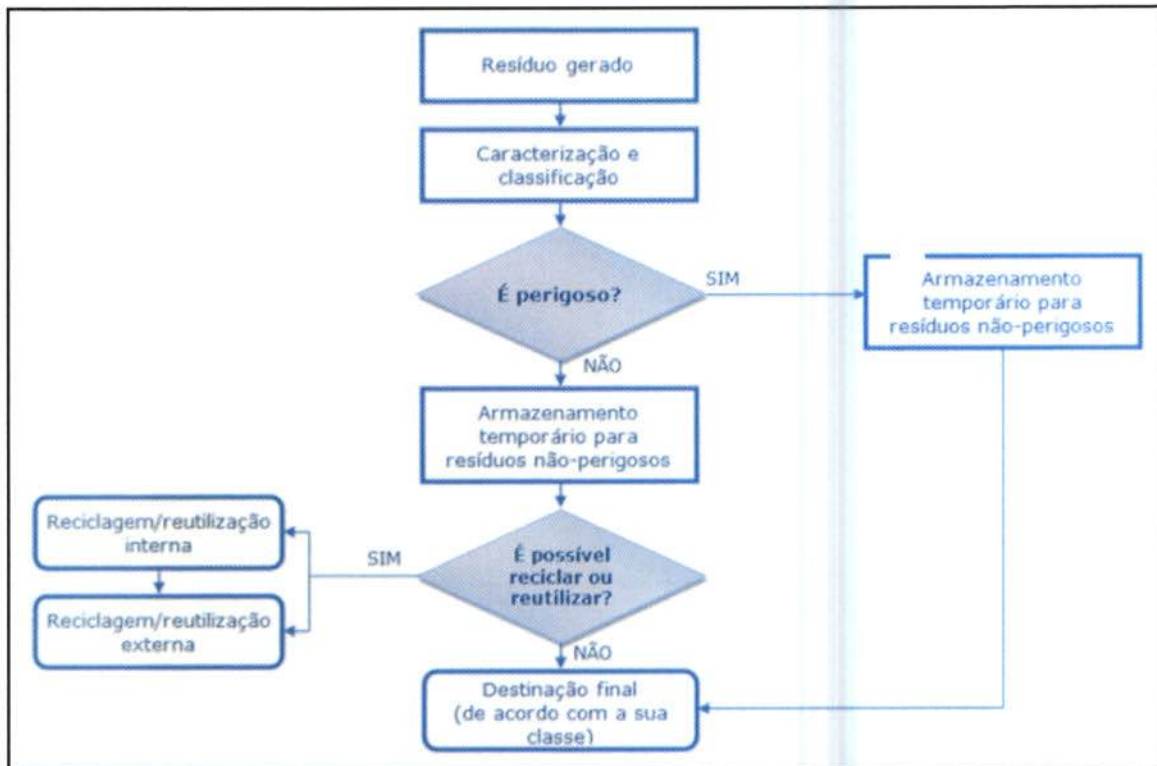 Resíduo gerado
Caracterização e
classificação
É perigoso?
SIM
Armazenamento
temporário para
resíduos não-perigosos
NÃO
Armazenamento
temporário para
resíduos não-perigosos
É possível
reciclar ou
reutilizar?
SIM
Reciclagem/reutilização
interna
Reciclagem/reutilização
externa
NÃO
Destinação final
(de acordo com a sua
classe)